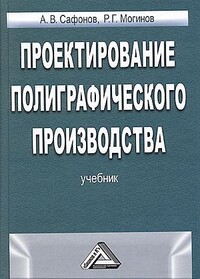 А. В. Сафонов, Р. Г. Могинов
ПРОЕКТИРОВАНИЕ
ПОЛИГРАФИЧЕСКОГО
ПРОИЗВОДСТВА
учебник